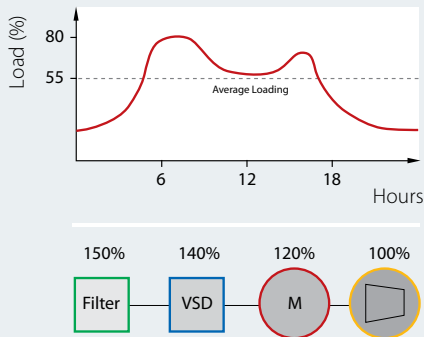 Load (%)
80
55
Average Loading
6
12
18
Hours
150%
140%
120%
100%
Filter
VSD
M